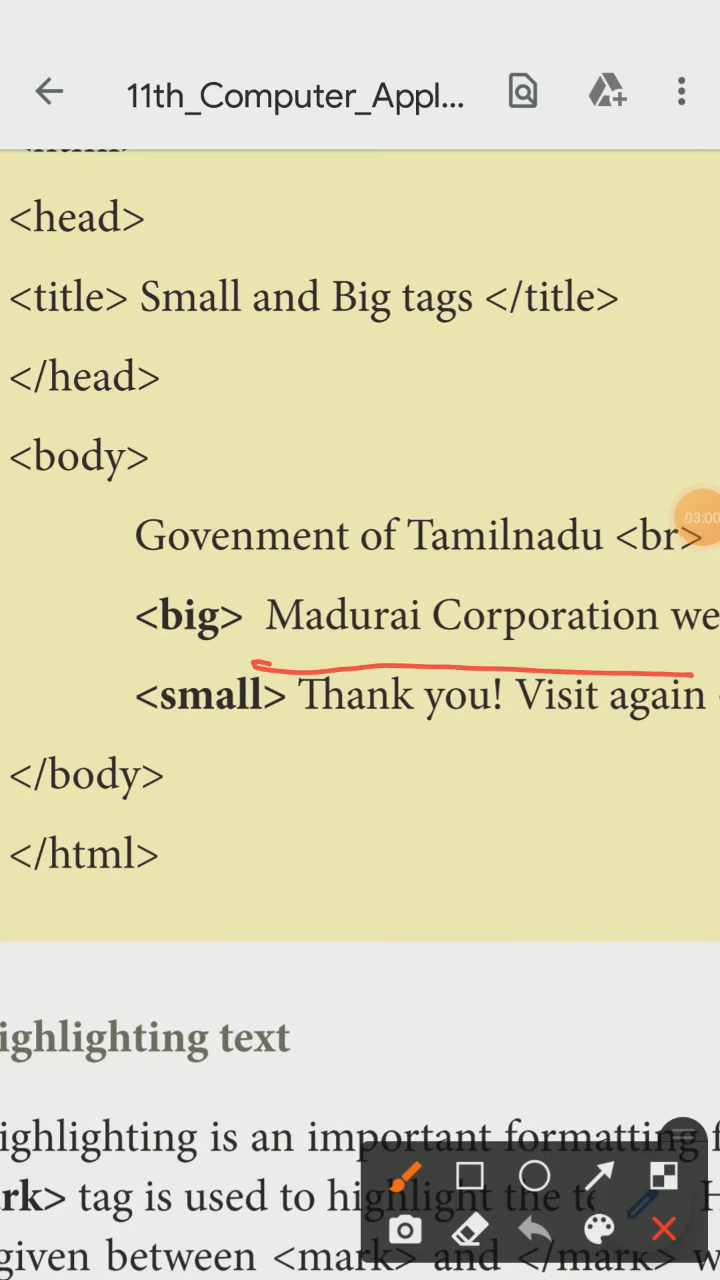 11th_Computer_Appl...
<head>
<title> Small and Big tags </title>
</head>
<body>
Govenment of Tamilnadu <br>
03:00
<big> Madurai Corporation we
<small> Thank you! Visit again
</body>
</html>
ighlighting text
ighlighting is an important formatting f
rk> tag is used to highlight the te
given between <mark> and </mark> w